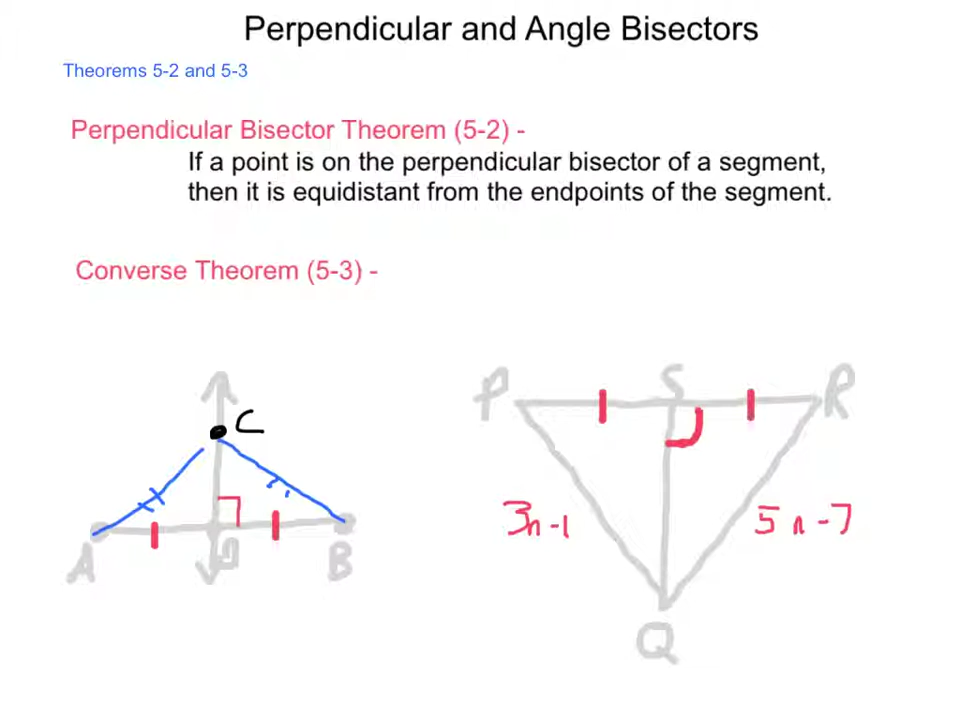 Perpendicular and Angle Bisectors
Theorems 5-2 and 5-3
Perpendicular Bisector Theorem (5-2) -
If a point is on the perpendicular bisector of a segment,
then it is equidistant from the endpoints of the segment.
Converse Theorem (5-3) -
C
A
D
B
P
S
R
3n-1
5n-7
Q